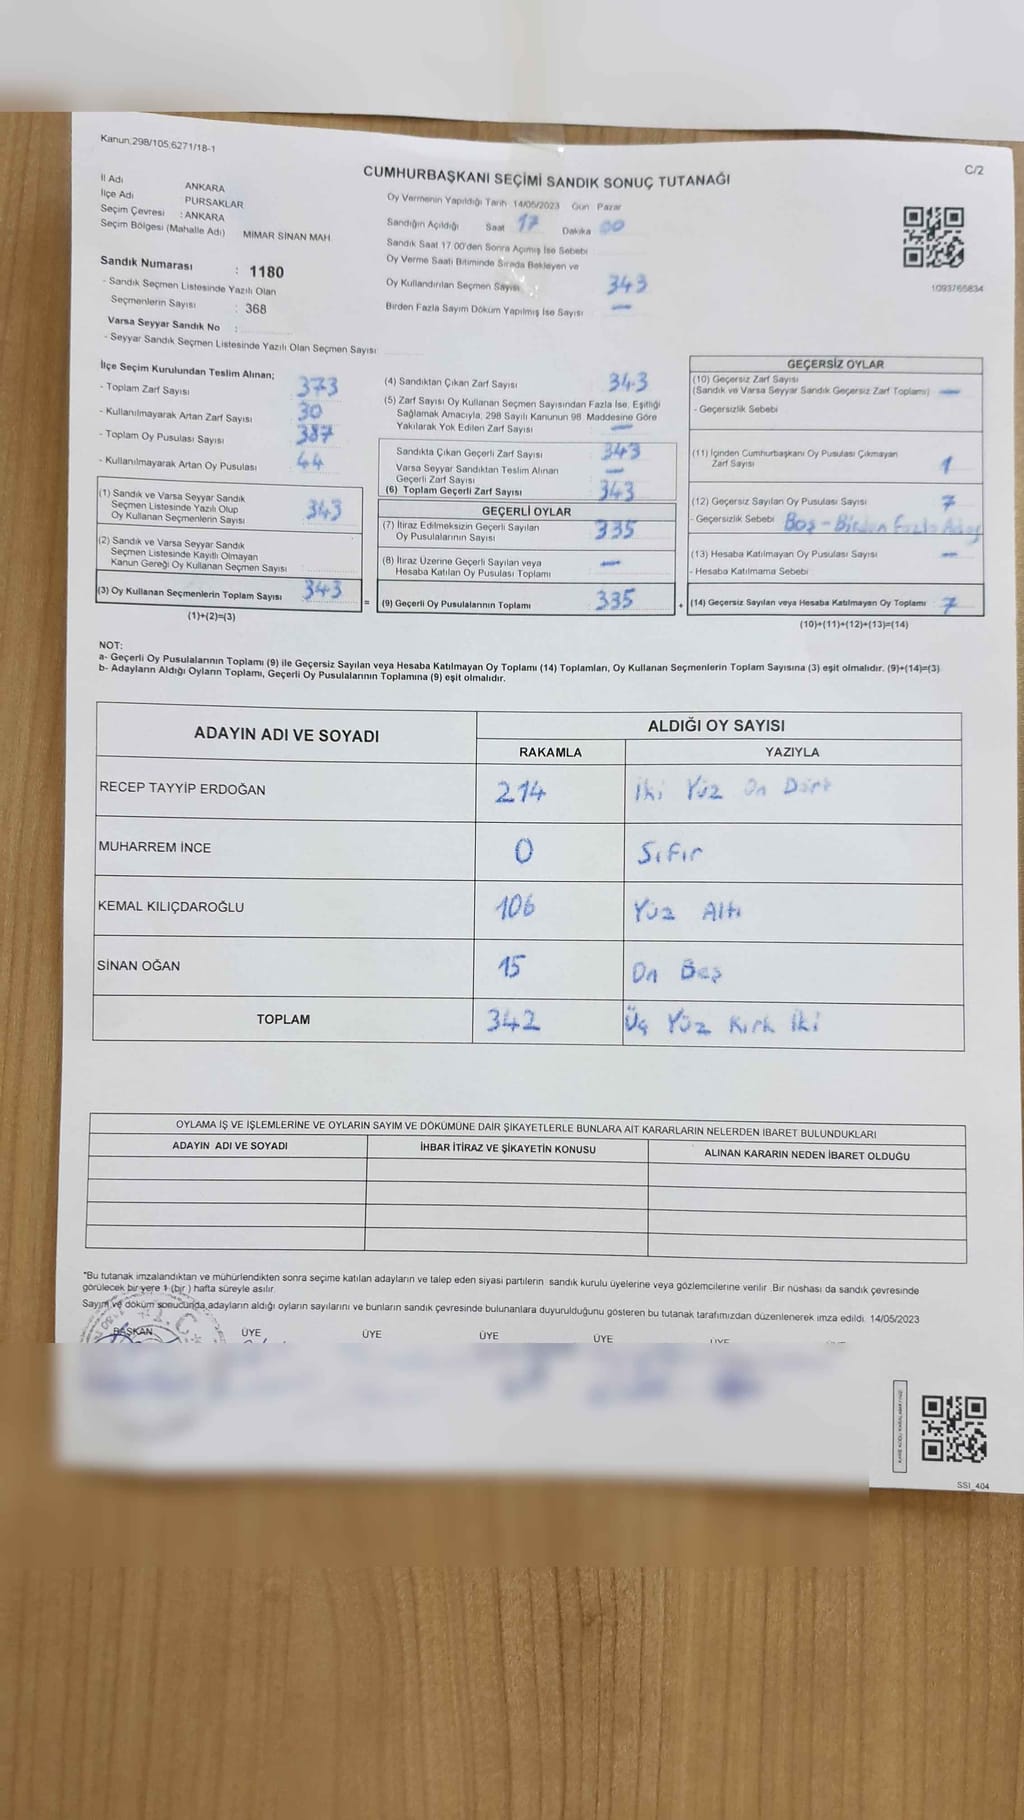 Kanun,298/105,6271/18-1
C/2
CUMHURBAŞKANI SEÇİMİ SANDIK SONUÇ TUTANAĞI
İl Adı ANKARA
İlçe Adı PURSAKLAR
Seçim Çevresi : ANKARA
Seçim Bölgesi (Mahalle Adı) MİMAR SİNAN MAH
Oy Vermenin Yapıldığı Tarih 14/05/2023 Gün Pazar
Sandığın Açıldığı Saat 17 Dakika 00
Sandık Saat 17.00'den Sonra Açımış İse Sebebi
Oy Verme Saati Bitiminde Sırada Bekleyen ve
Oy Kullandırılan Seçmen Sayısı 343
Birden Fazla Sayım Döküm Yapılmış İse Sayısı —
1093765834
Sandık Numarası : 1180
- Sandık Seçmen Listesinde Yazılı Olan
Seçmenlerin Sayısı : 368
Varsa Seyyar Sandık No :
- Seyyar Sandık Seçmen Listesinde Yazılı Olan Seçmen Sayısı
İlçe Seçim Kurulundan Teslim Alınan;
- Toplam Zarf Sayısı 373
- Kullanılmayarak Artan Zarf Sayısı 30
- Toplam Oy Pusulası Sayısı 387
- Kullanılmayarak Artan Oy Pusulası 44
(1) Sandık ve Varsa Seyyar Sandık
Seçmen Listesinde Yazılı Olup
Oy Kullanan Seçmenlerin Sayısı 343
(2) Sandık ve Varsa Seyyar Sandık
Seçmen Listesinde Kayıtlı Olmayan
Kanun Gereği Oy Kullanan Seçmen Sayısı
(3) Oy Kullanan Seçmenlerin Toplam Sayısı 343
(1)+(2)=(3)
(4) Sandıktan Çıkan Zarf Sayısı 343
(5) Zarf Sayısı Oy Kullanan Seçmen Sayısından Fazla İse, Eşitliği
Sağlamak Amacıyla, 298 Sayılı Kanunun 98. Maddesine Göre
Yakılarak Yok Edilen Zarf Sayısı —
Sandıkta Çıkan Geçerli Zarf Sayısı 343
Varsa Seyyar Sandıktan Teslim Alınan
Geçerli Zarf Sayısı —
(6) Toplam Geçerli Zarf Sayısı 343
GEÇERLİ OYLAR
(7) İtiraz Edilmeksizin Geçerli Sayılan
Oy Pusulalarının Sayısı 335
(8) İtiraz Üzerine Geçerli Sayılan veya
Hesaba Katılan Oy Pusulası Toplamı —
= (9) Geçerli Oy Pusulalarının Toplamı 335
GEÇERSİZ OYLAR
(10) Geçersiz Zarf Sayısı
(Sandık ve Varsa Seyyar Sandık Geçersiz Zarf Toplamı) —
- Geçersizlik Sebebi
(11) İçinden Cumhurbaşkanı Oy Pusulası Çıkmayan
Zarf Sayısı 1
(12) Geçersiz Sayılan Oy Pusulası Sayısı 7
- Geçersizlik Sebebi Boş - Birden Fazla Aday
(13) Hesaba Katılmayan Oy Pusulası Sayısı —
- Hesaba Katılmama Sebebi
+ (14) Geçersiz Sayılan veya Hesaba Katılmayan Oy Toplamı 7
(10)+(11)+(12)+(13)=(14)
NOT:
a- Geçerli Oy Pusulalarının Toplamı (9) ile Geçersiz Sayılan veya Hesaba Katılmayan Oy Toplamı (14) Toplamları, Oy Kullanan Seçmenlerin Toplam Sayısına (3) eşit olmalıdır. (9)+(14)=(3)
b- Adayların Aldığı Oyların Toplamı, Geçerli Oy Pusulalarının Toplamına (9) eşit olmalıdır.
ADAYIN ADI VE SOYADI ALDIĞI OY SAYISI
RAKAMLA YAZIYLA
RECEP TAYYİP ERDOĞAN 214 İki Yüz On Dört
MUHARREM İNCE 0 Sıfır
KEMAL KILIÇDAROĞLU 106 Yüz Altı
SİNAN OĞAN 15 On Beş
TOPLAM 342 Üç Yüz Kırk İki
OYLAMA İŞ VE İŞLEMLERİNE VE OYLARIN SAYIM VE DÖKÜMÜNE DAİR ŞİKAYETLERLE BUNLARA AİT KARARLARIN NELERDEN İBARET BULUNDUKLARI
ADAYIN ADI VE SOYADI İHBAR İTİRAZ VE ŞİKAYETİN KONUSU ALINAN KARARIN NEDEN İBARET OLDUĞU
*Bu tutanak imzalandıktan ve mühürlendikten sonra seçime katılan adayların ve talep eden siyasi partilerin sandık kurulu üyelerine veya gözlemcilerine verilir. Bir nüshası da sandık çevresinde
görülecek bir yere 1 (bir) hafta süreyle asılır.
Sayım ve döküm sonucunda,adayların aldığı oyların sayılarını ve bunların sandık çevresinde bulunanlara duyurulduğunu gösteren bu tutanak tarafımızdan düzenlenerek imza edildi. 14/05/2023
BAŞKAN ÜYE ÜYE ÜYE ÜYE ÜYE
SSI_404